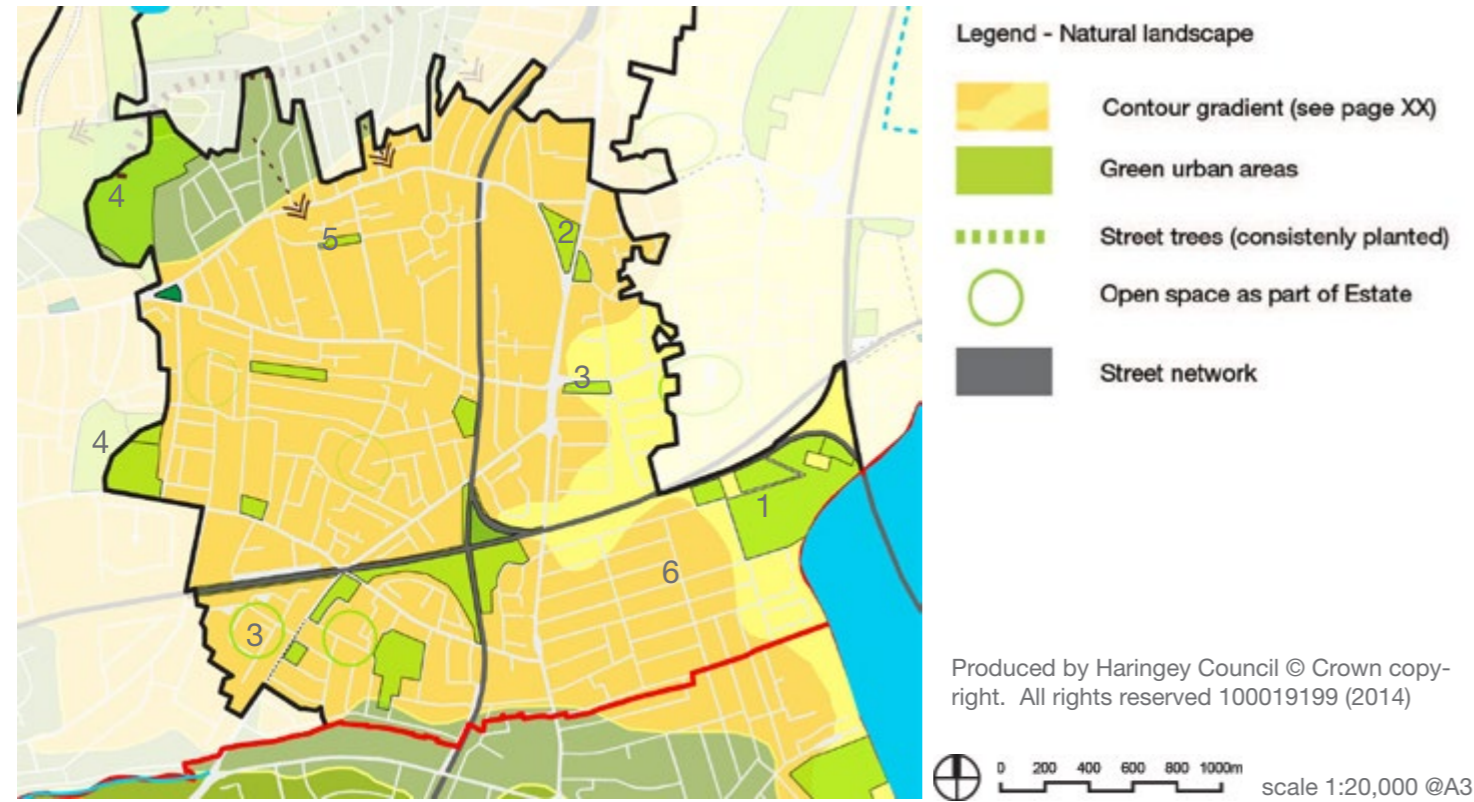 4
5
2
3
4
1
6
3
Legend - Natural landscape
Contour gradient (see page XX)
Green urban areas
Street trees (consistenly planted)
Open space as part of Estate
Street network
Produced by Haringey Council © Crown copy-
right. All rights reserved 100019199 (2014)
0 200 400 600 800 1000m
scale 1:20,000 @A3